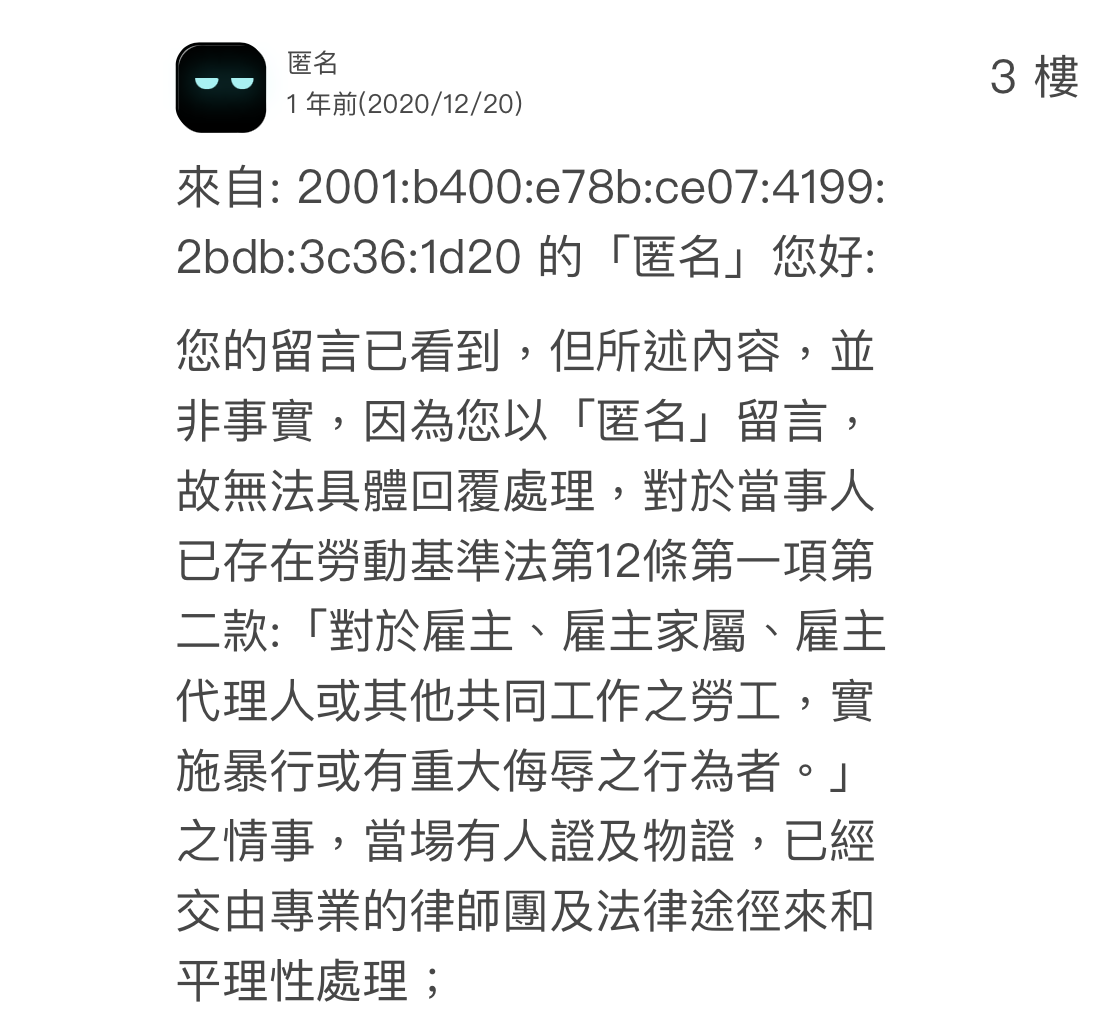 匿名
3 樓
1 年前(2020/12/20)
來自: 2001:b400:e78b:ce07:4199:
2bdb:3c36:1d20 的「匿名」您好:
您的留言已看到，但所述內容，並
非事實，因為您以「匿名」留言，
故無法具體回覆處理，對於當事人
已存在勞動基準法第12條第一項第
二款:「對於雇主、雇主家屬、雇主
代理人或其他共同工作之勞工，實
施暴行或有重大侮辱之行為者。」
之情事，當場有人證及物證，已經
交由專業的律師團及法律途徑來和
平理性處理；